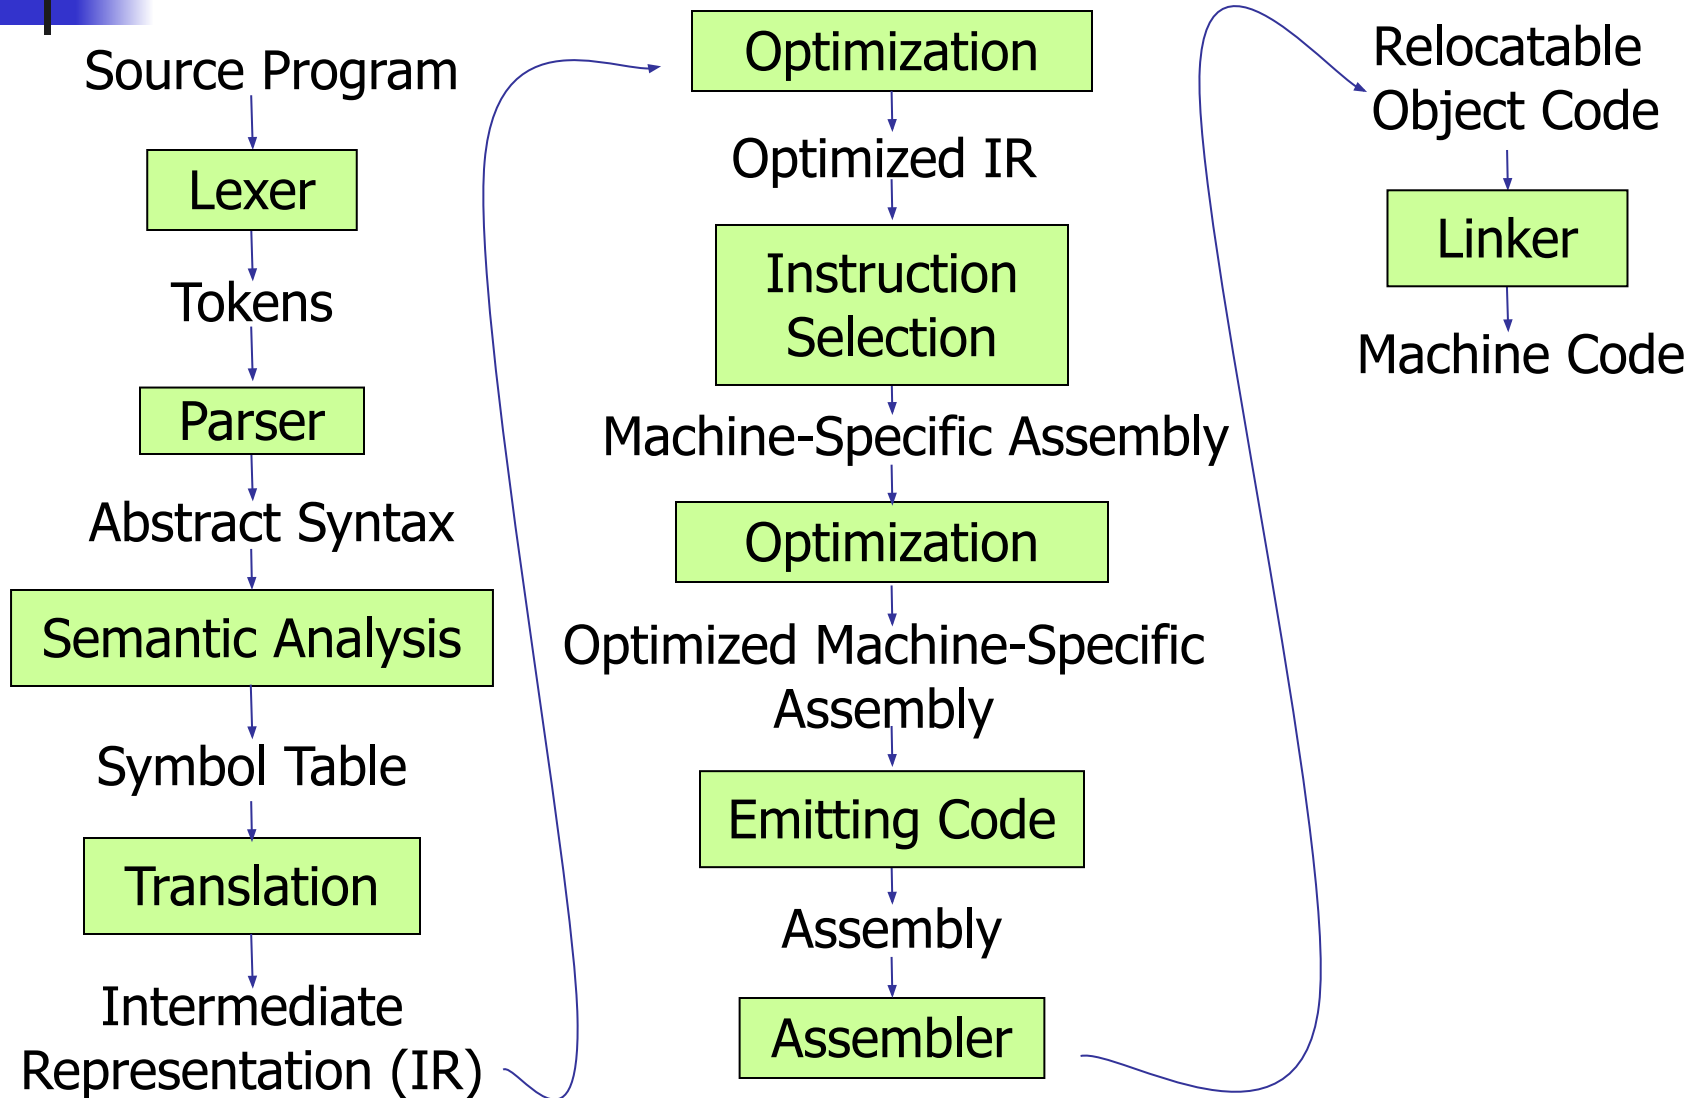 Source Program
Lexer
Tokens
Parser
Abstract Syntax
Semantic Analysis
Symbol Table
Translation
Intermediate
Representation (IR)
Optimization
Optimized IR
Instruction
Selection
Machine-Specific Assembly
Optimization
Optimized Machine-Specific
Assembly
Emitting Code
Assembly
Assembler
Relocatable
Object Code
Linker
Machine Code